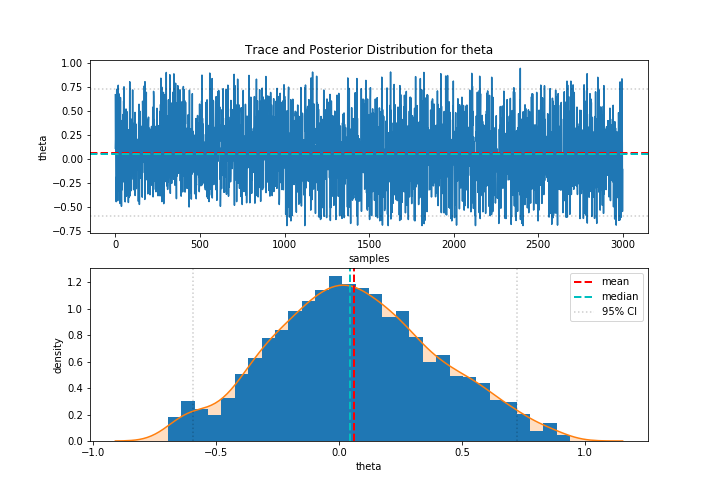 Trace and Posterior Distribution for theta
1.00
0.75
0.50
0.25
0.00
−0.25
−0.50
−0.75
theta
0 500 1000 1500 2000 2500 3000
samples
1.2
1.0
0.8
0.6
0.4
0.2
0.0
density
mean
median
95% CI
−1.0 −0.5 0.0 0.5 1.0
theta